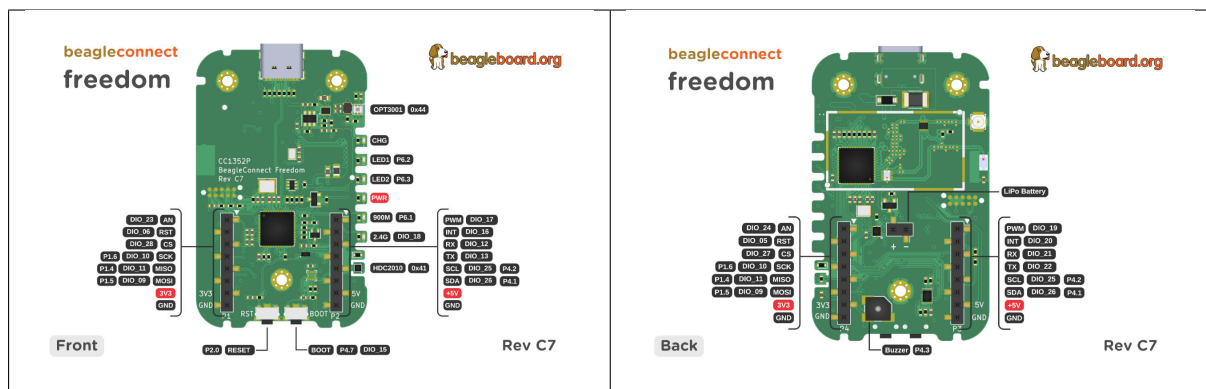 beagleconnect
freedom
beagleboard.org
OPT3001 0x44
CHG
LED1 P6.2
LED2 P6.3
PWR
900M P6.1
2.4G DIO_18
HDC2010 0x41
CC1352P
BeagleConnect Freedom
Rev C7
DIO_23 AN
DIO_06 RST
DIO_28 CS
P1.6 DIO_10 SCK
P1.4 DIO_11 MISO
P1.5 DIO_09 MOSI
3V3
GND
PWM DIO_17
INT DIO_16
RX DIO_12
TX DIO_13
SCL DIO_25 P4.2
SDA DIO_26 P4.1
+5V
GND
3V3 5V
GND GND
P1 RST BOOT P2
P2.0 RESET
BOOT P4.7 DIO_15
Front
Rev C7
beagleconnect
freedom
beagleboard.org
LiPo Battery
+ -
DIO_24 AN
DIO_05 RST
DIO_27 CS
P1.6 DIO_10 SCK
P1.4 DIO_11 MISO
P1.5 DIO_09 MOSI
3V3
GND
PWM DIO_19
INT DIO_20
RX DIO_21
TX DIO_22
SCL DIO_25 P4.2
SDA DIO_26 P4.1
+5V
GND
3V3 5V
GND GND
P4 P3
Buzzer P4.3
Back
Rev C7